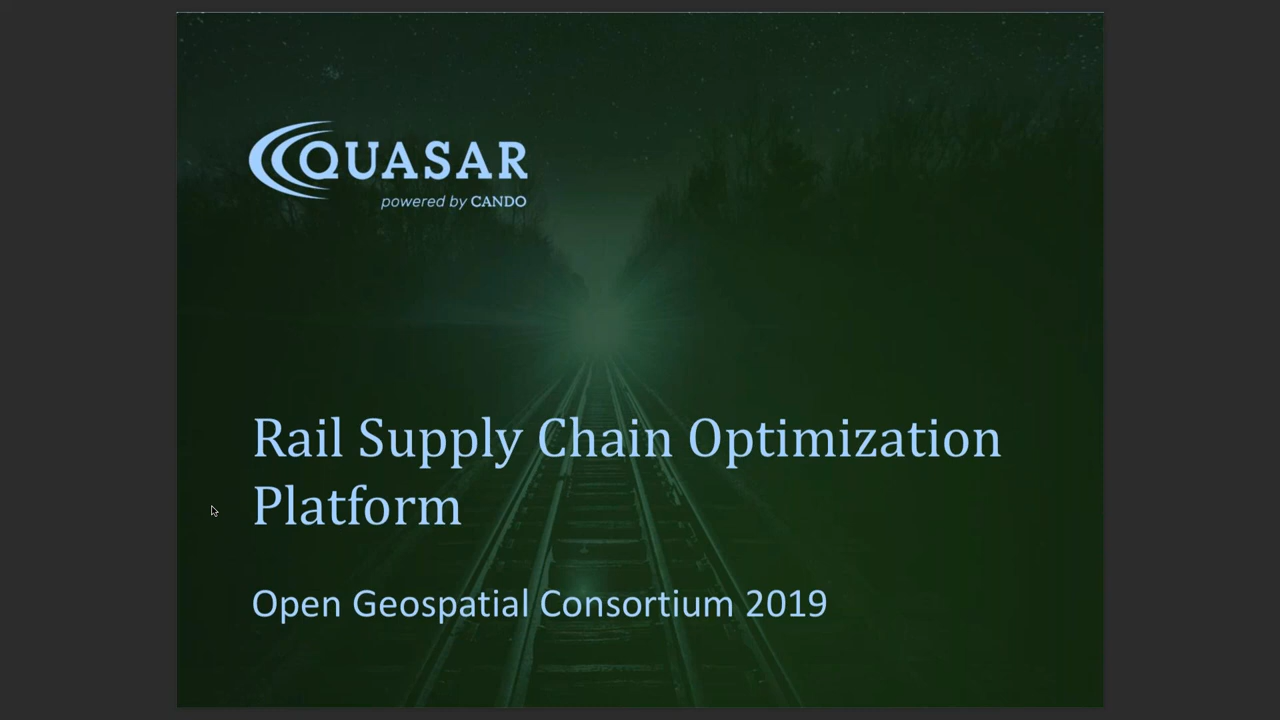 QUASAR
powered by CANDO
Rail Supply Chain Optimization
Platform
Open Geospatial Consortium 2019